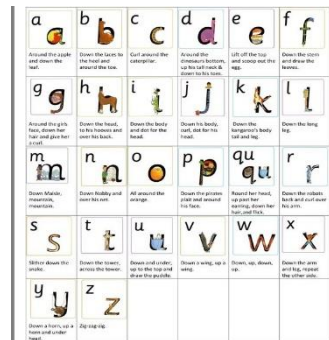 a b c d e f
Around the apple
and down the
leaf.
Down the laces to
the heel and
around the toe.
Curl around the
caterpillar.
Around the
dinosaurs bottom,
up his tall neck &
down to his toes.
Lift off the top
and scoop out the
egg.
Down the stem
and draw the
leaves.
g h i j k l
Around the girls
face, down her
hair and give her
a curl.
Down the head,
to his hooves and
over his back.
Down the body
and dot for the
head.
Down his body,
curl, dot for his
head.
Down the
kangaroo's body
tail and leg.
Down the long
leg.
m n o p qu r
Down Maisie,
mountain,
mountain.
Down Nobby and
over his net.
All around the
orange.
Down the pirates
plait and around
his face.
Round her head,
up past her
earring, down her
hair, and flick.
Down the robots
back and curl over
his arm.
s t u v w x
Slither down the
snake.
Down the tower,
across the tower.
Down and under,
up to the top and
draw the puddle.
Down a wing, up a
wing.
Down, up, down,
up.
Down the arm
and leg, repeat
the other side.
y z
Down a horn, up a
horn and under
head.
Zig-zag-zig.